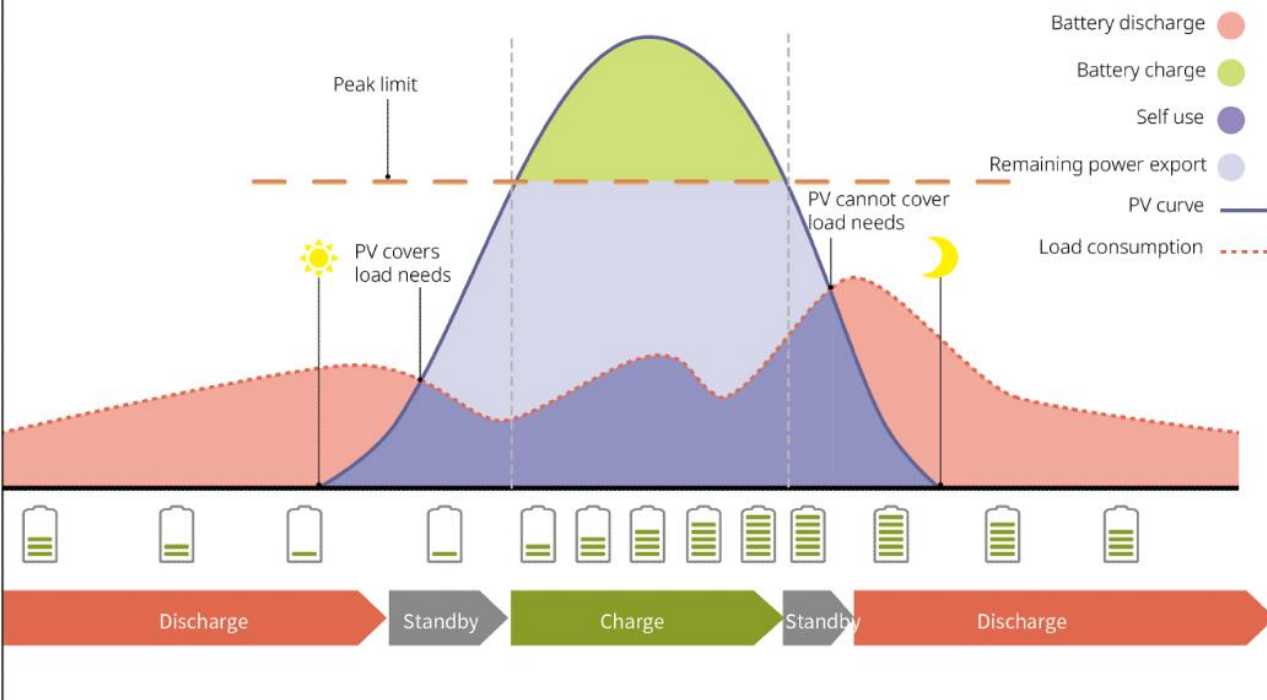 Battery discharge
Battery charge
Self use
Remaining power export
PV curve
Load consumption
Peak limit
PV cannot cover
load needs
PV covers
load needs
Discharge
Standby
Charge
Standby
Discharge